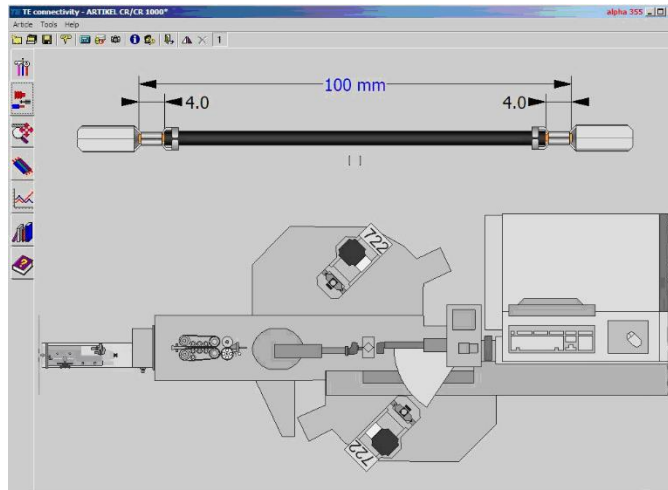 TE connectivity - ARTIKEL CR/CR 1000*
alpha 355
Article Tools Help
1
100 mm
4.0
4.0
[ ]
722
722